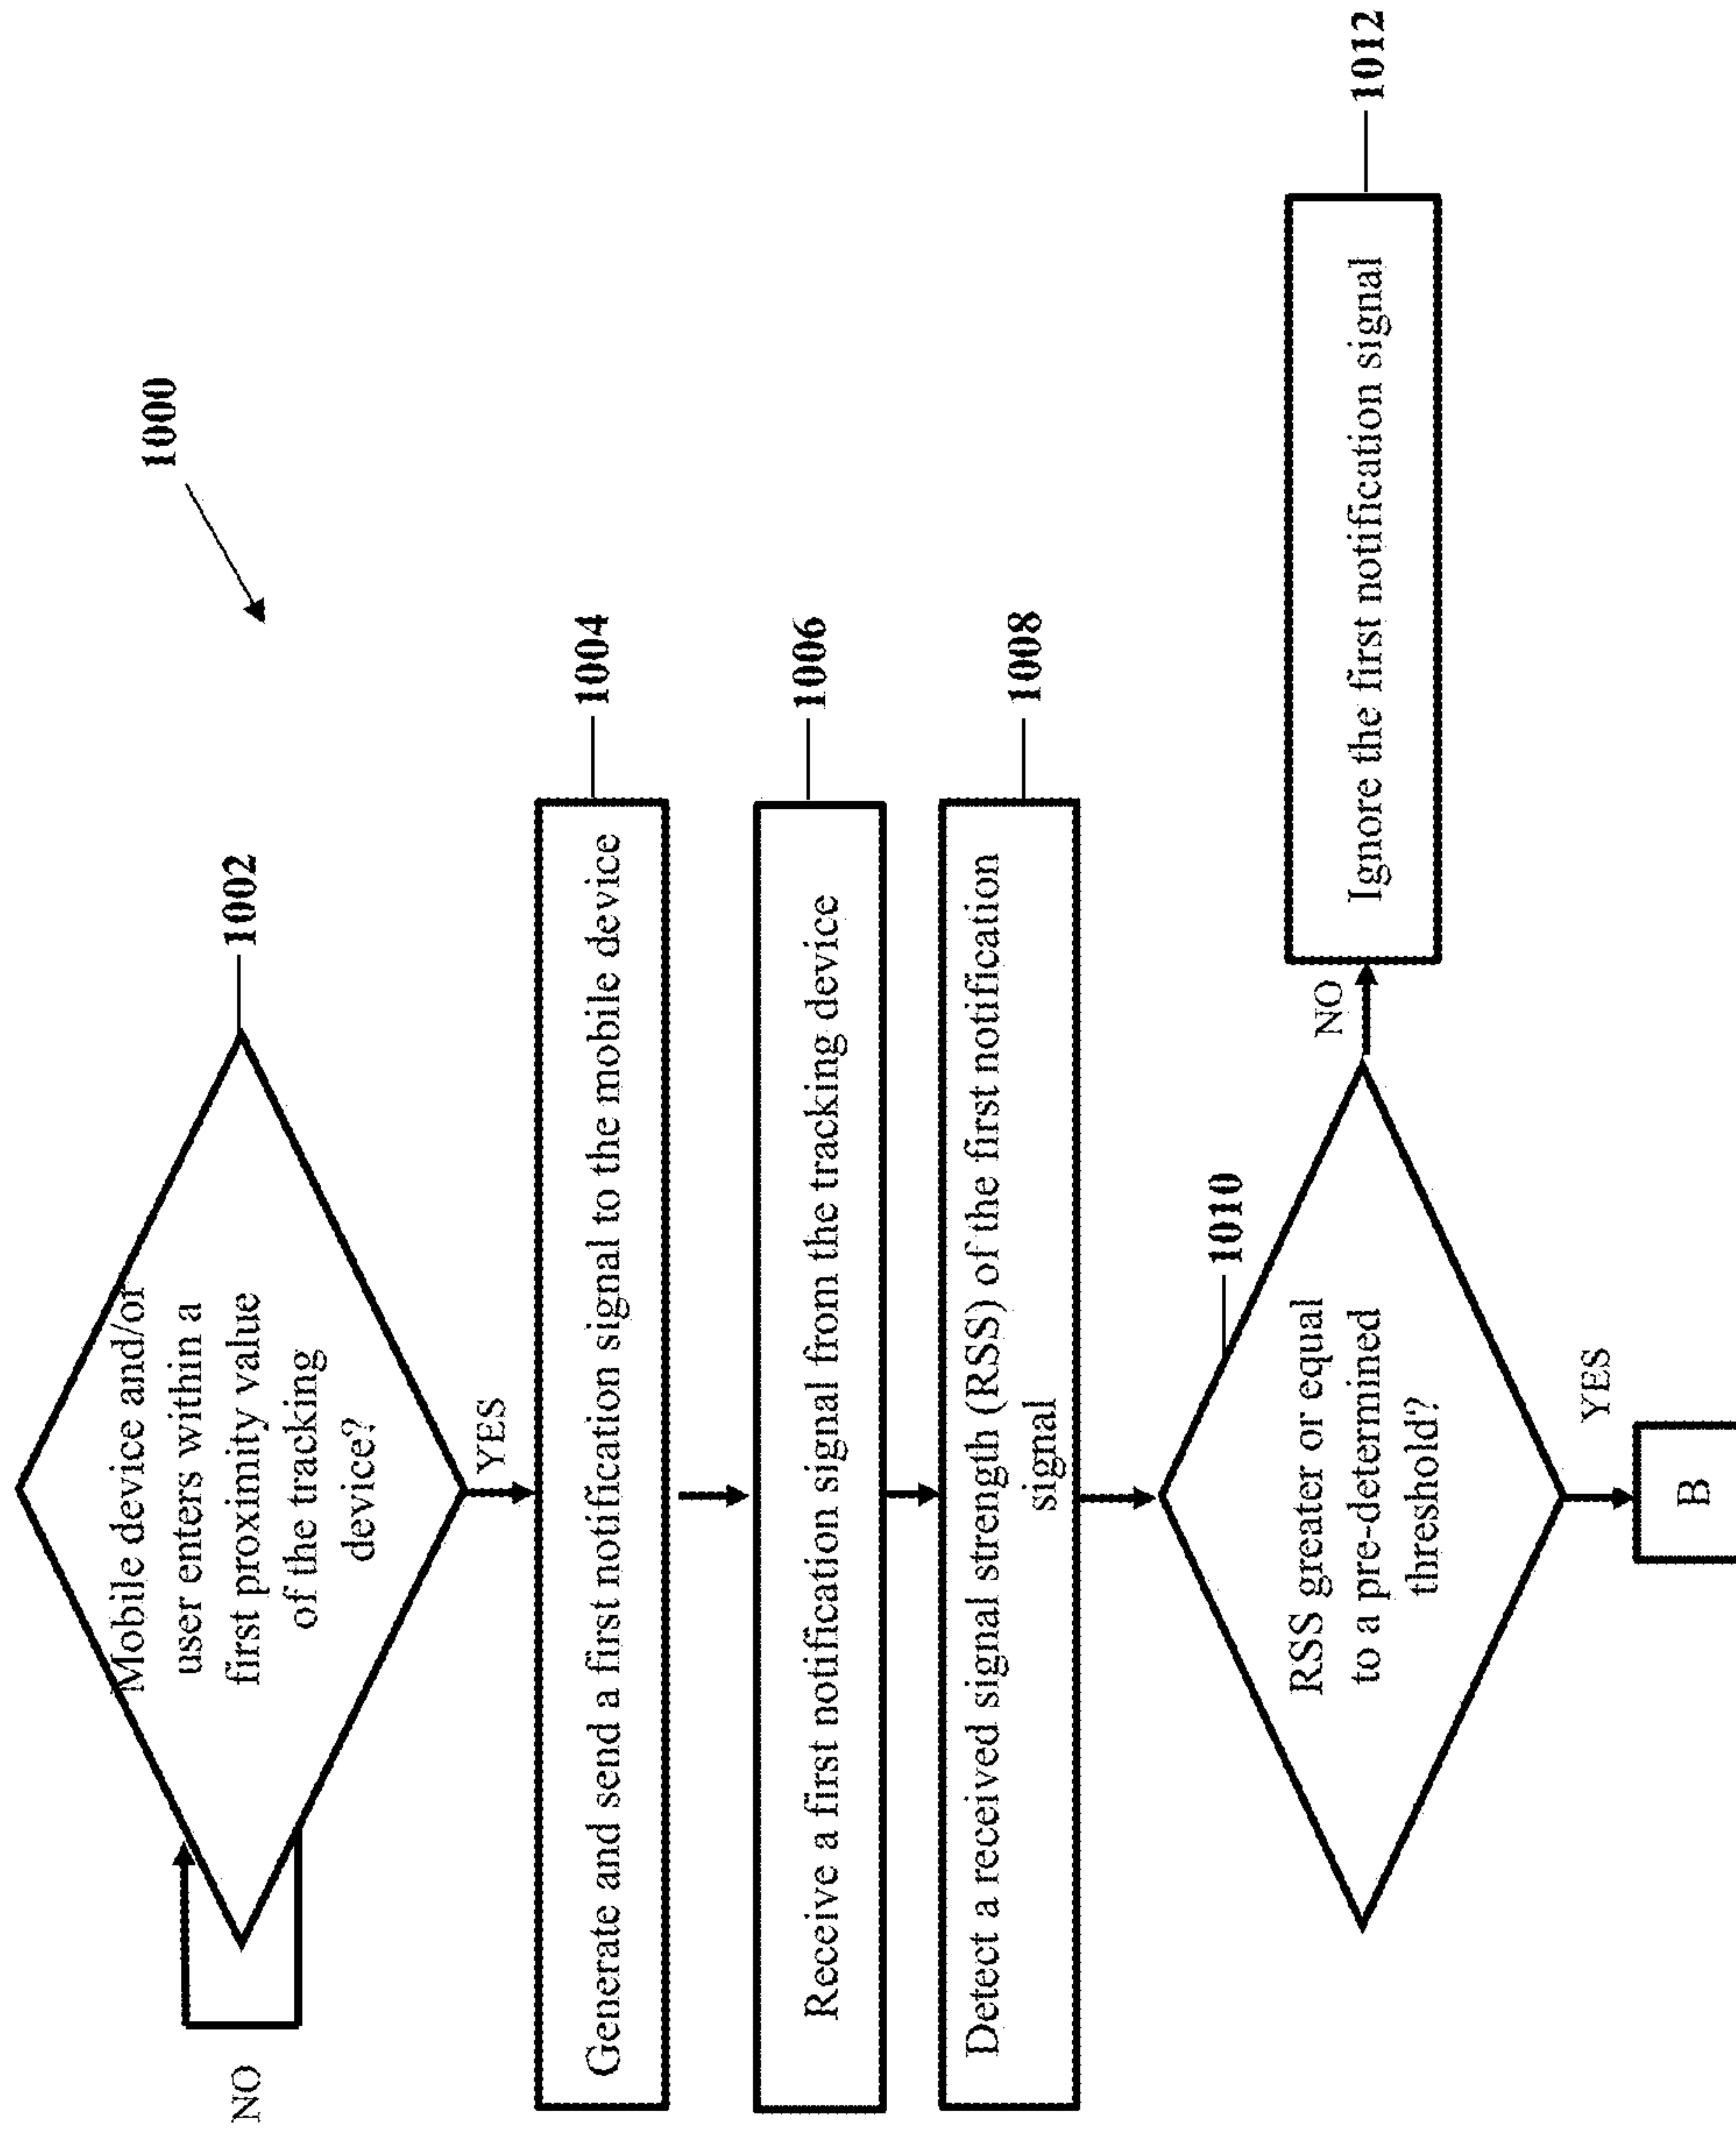 1000
Mobile device and/or
user enters within a
first proximity value
of the tracking
device?
1002
NO
YES
Generate and send a first notification signal to the mobile device
1004
Receive a first notification signal from the tracking device
1006
Detect a received signal strength (RSS) of the first notification
signal
1008
1010
RSS greater or equal
to a pre-determined
threshold?
NO
Ignore the first notification signal
1012
YES
B